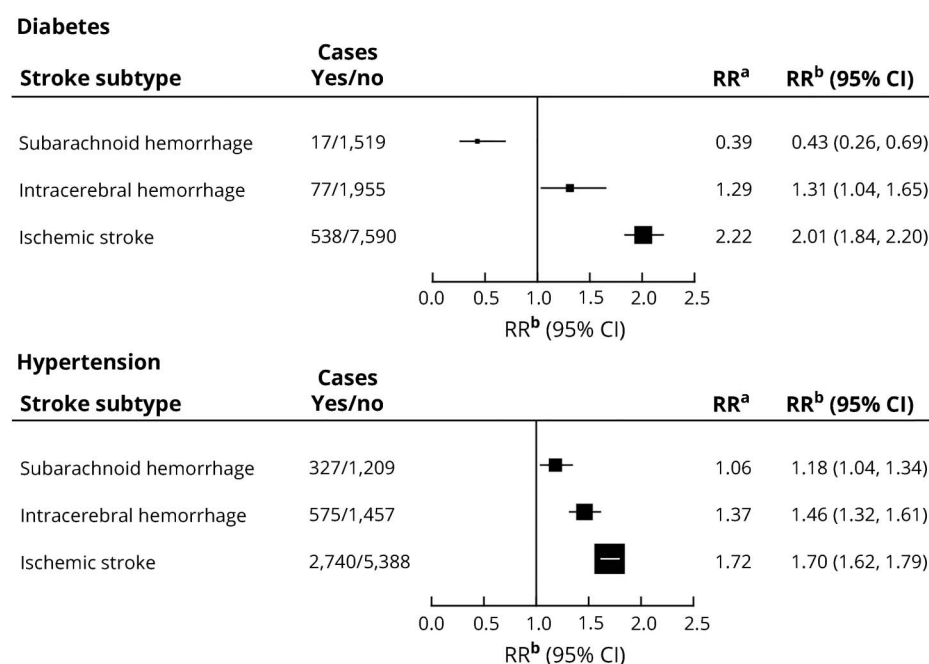 Diabetes
Cases
Stroke subtype Yes/no RRᵃ RRᵇ (95% CI)
Subarachnoid hemorrhage 17/1,519 0.39 0.43 (0.26, 0.69)
Intracerebral hemorrhage 77/1,955 1.29 1.31 (1.04, 1.65)
Ischemic stroke 538/7,590 2.22 2.01 (1.84, 2.20)
0.0 0.5 1.0 1.5 2.0 2.5
RRᵇ (95% CI)
Hypertension
Cases
Stroke subtype Yes/no RRᵃ RRᵇ (95% CI)
Subarachnoid hemorrhage 327/1,209 1.06 1.18 (1.04, 1.34)
Intracerebral hemorrhage 575/1,457 1.37 1.46 (1.32, 1.61)
Ischemic stroke 2,740/5,388 1.72 1.70 (1.62, 1.79)
0.0 0.5 1.0 1.5 2.0 2.5
RRᵇ (95% CI)